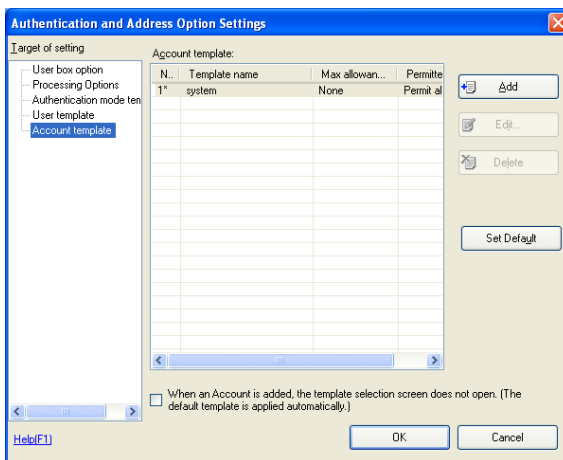 Authentication and Address Option Settings
Target of setting
User box option
Processing Options
Authentication mode ten
User template
Account template
Account template:
N.. Template name Max allowan... Permitte
1* system None Permit al
Add
Edit...
Delete
Set Default
When an Account is added, the template selection screen does not open. (The
default template is applied automatically.)
Help(F1)
OK
Cancel